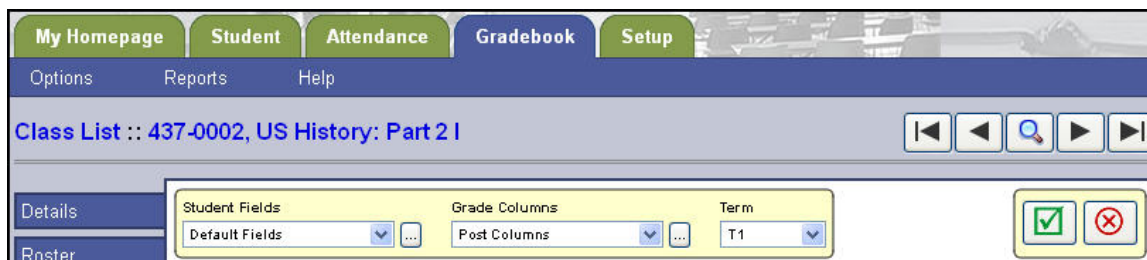 My Homepage Student Attendance Gradebook Setup
Options Reports Help
Class List :: 437-0002, US History: Part 2 I
Details
Student Fields Grade Columns Term
Default Fields ... Post Columns ... T1
Roster